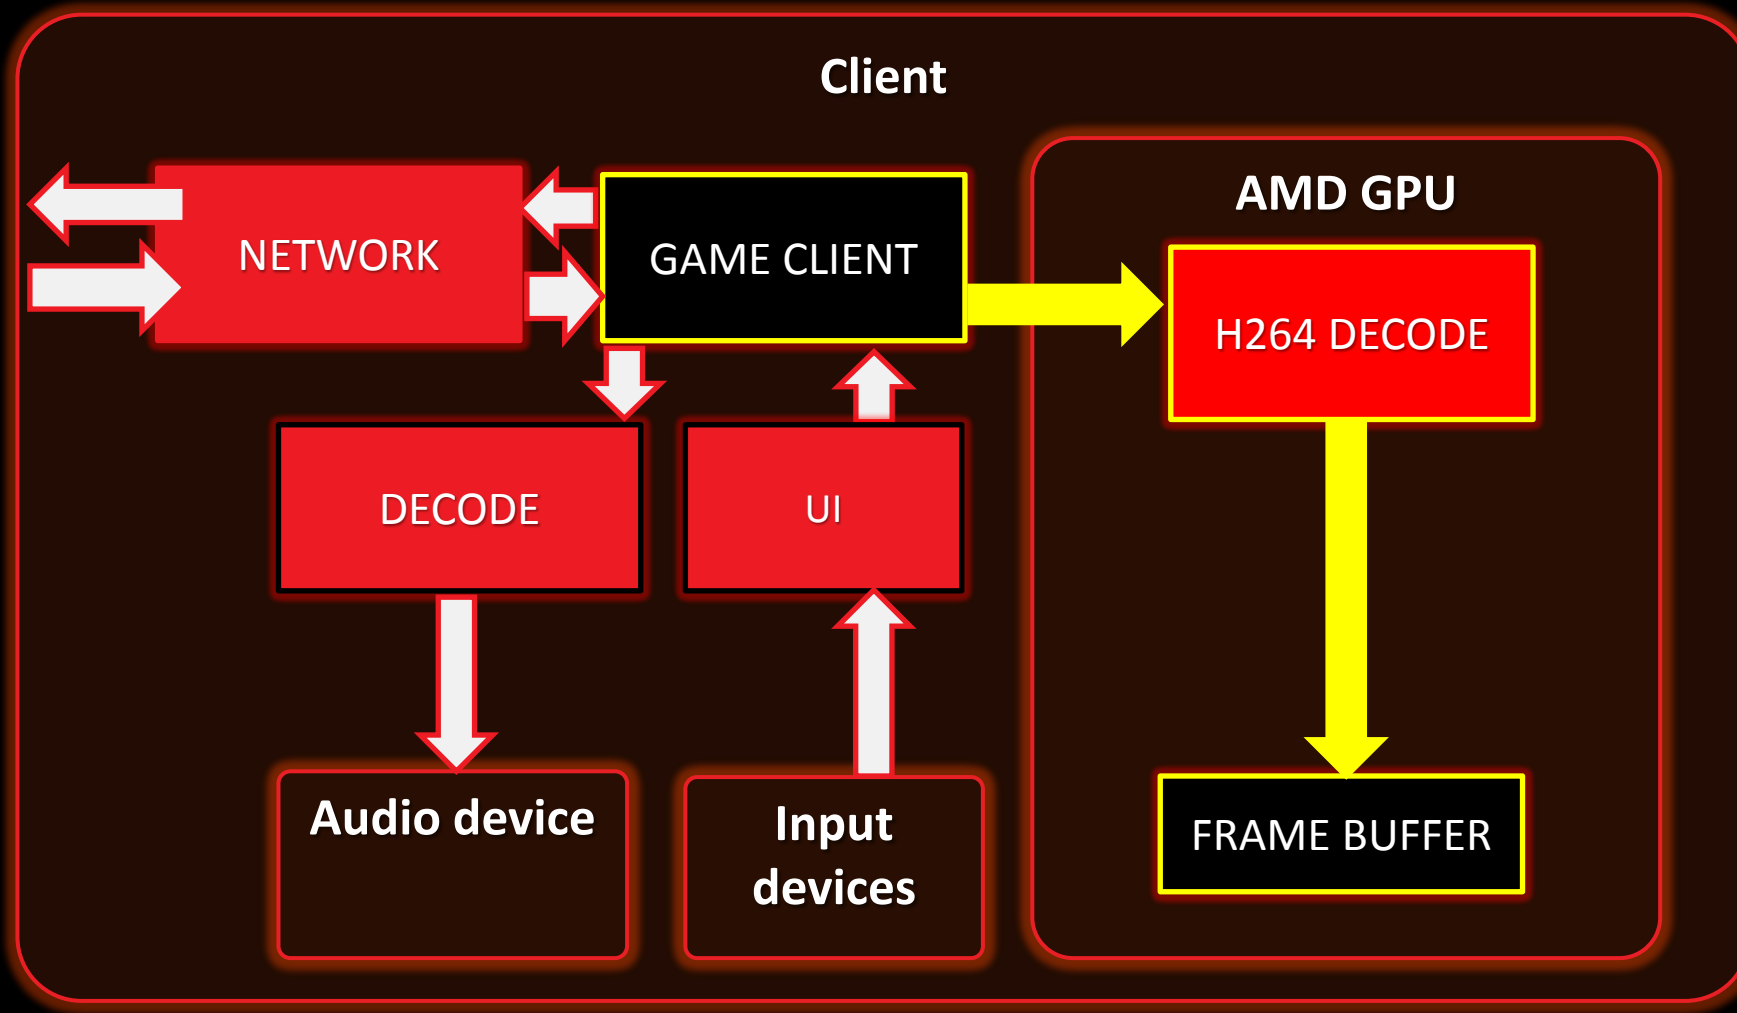 Client
NETWORK
GAME CLIENT
AMD GPU
H264 DECODE
DECODE
UI
Audio device
Input
devices
FRAME BUFFER